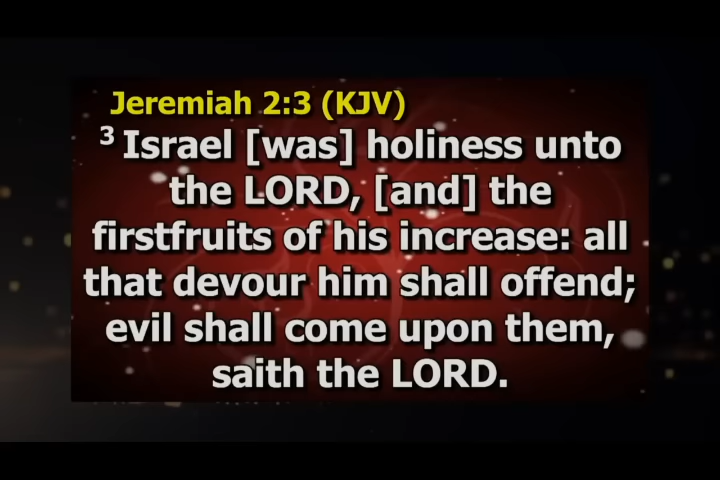 Jeremiah 2:3 (KJV)
3 Israel [was] holiness unto
the LORD, [and] the
firstfruits of his increase: all
that devour him shall offend;
evil shall come upon them,
saith the LORD.